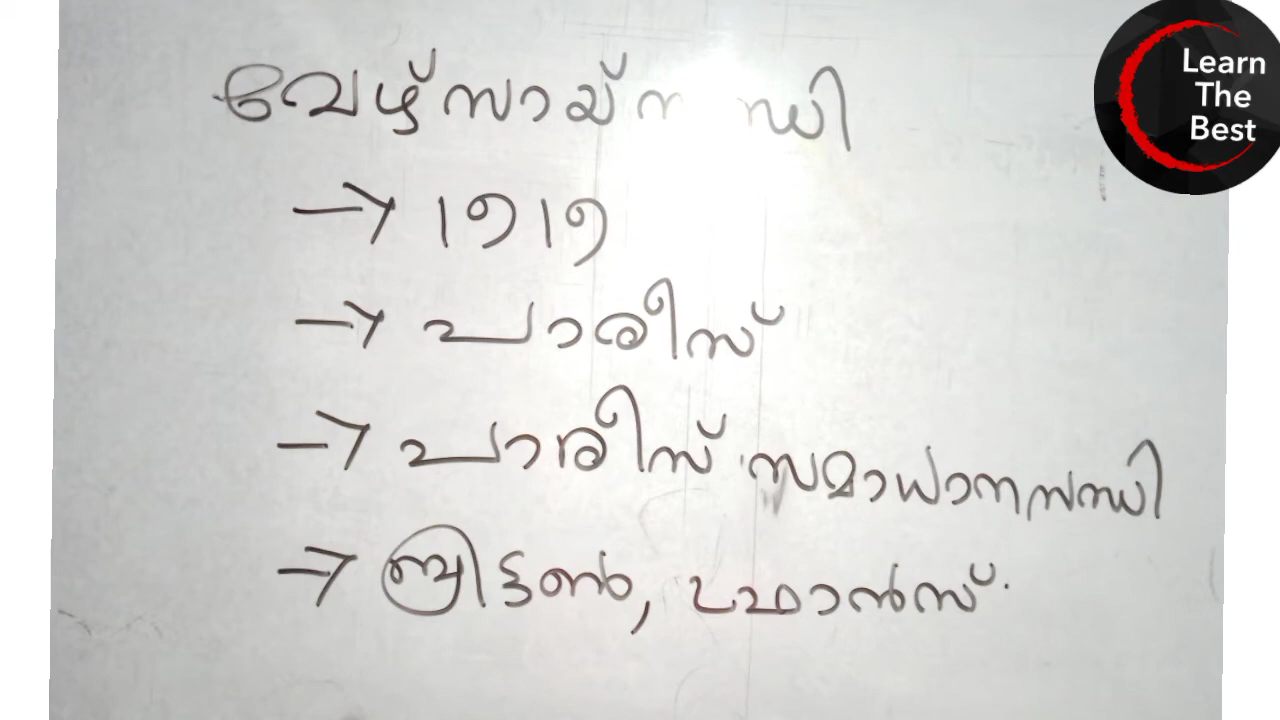 വേഴ്സായ് സന്ധി
→ 1919
→ പാരീസ്
→ പാരീസ് സമാധാനസന്ധി
→ ബ്രിട്ടൺ, ഫ്രാൻസ്
Learn
The
Best